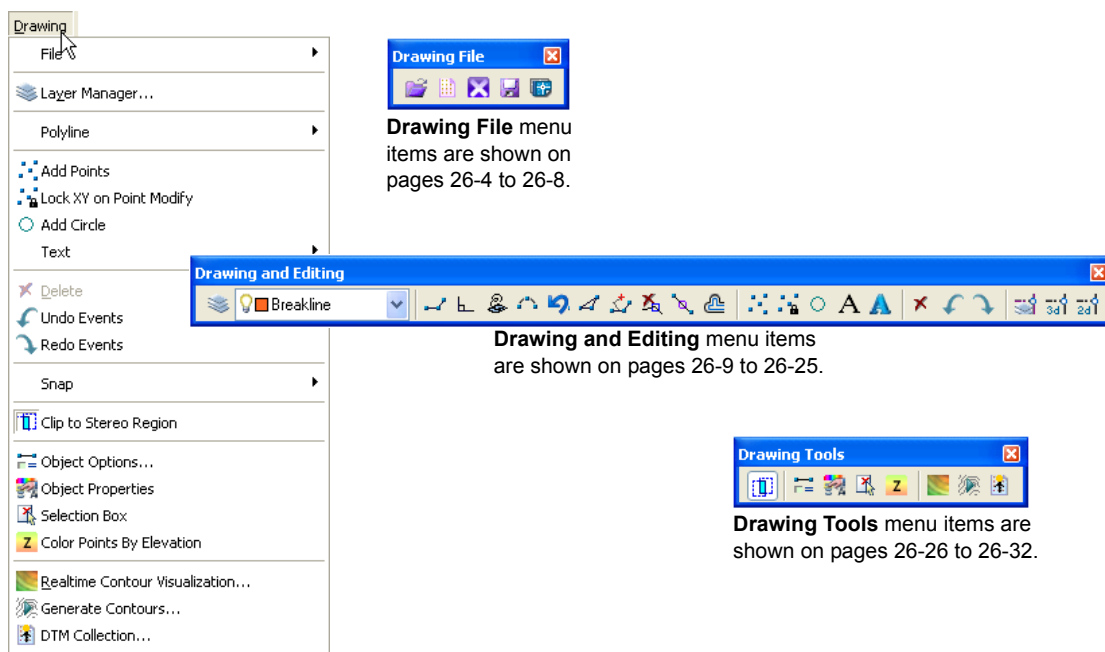 Drawing
File
Layer Manager...
Polyline
Add Points
Lock XY on Point Modify
Add Circle
Text
Delete
Undo Events
Redo Events
Snap
Clip to Stereo Region
Object Options...
Object Properties
Selection Box
Z Color Points By Elevation
Realtime Contour Visualization...
Generate Contours...
DTM Collection...
Drawing File
Drawing File menu
items are shown on
pages 26-4 to 26-8.
Drawing and Editing
Breakline A A 3d 2d
Drawing and Editing menu items
are shown on pages 26-9 to 26-25.
Drawing Tools
Z
Drawing Tools menu items are
shown on pages 26-26 to 26-32.